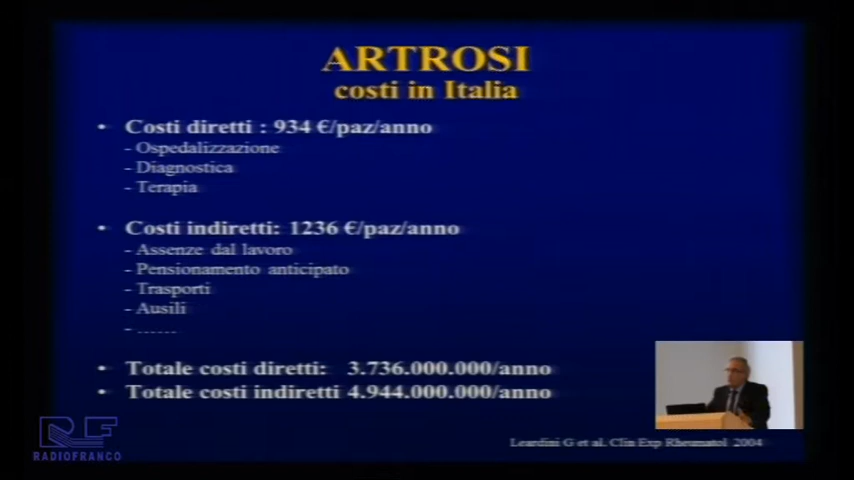 ARTROSI
costi in Italia
• Costi diretti : 934 €/paz/anno
- Ospedalizzazione
- Diagnostica
- Terapia
• Costi indiretti: 1236 €/paz/anno
- Assenze dal lavoro
- Pensionamento anticipato
- Trasporti
- Ausili
- ......
• Totale costi diretti: 3.736.000.000/anno
• Totale costi indiretti 4.944.000.000/anno
Leardini G et al. Clin Exp Rheumatol 2004
RF
RADIOFRANCO